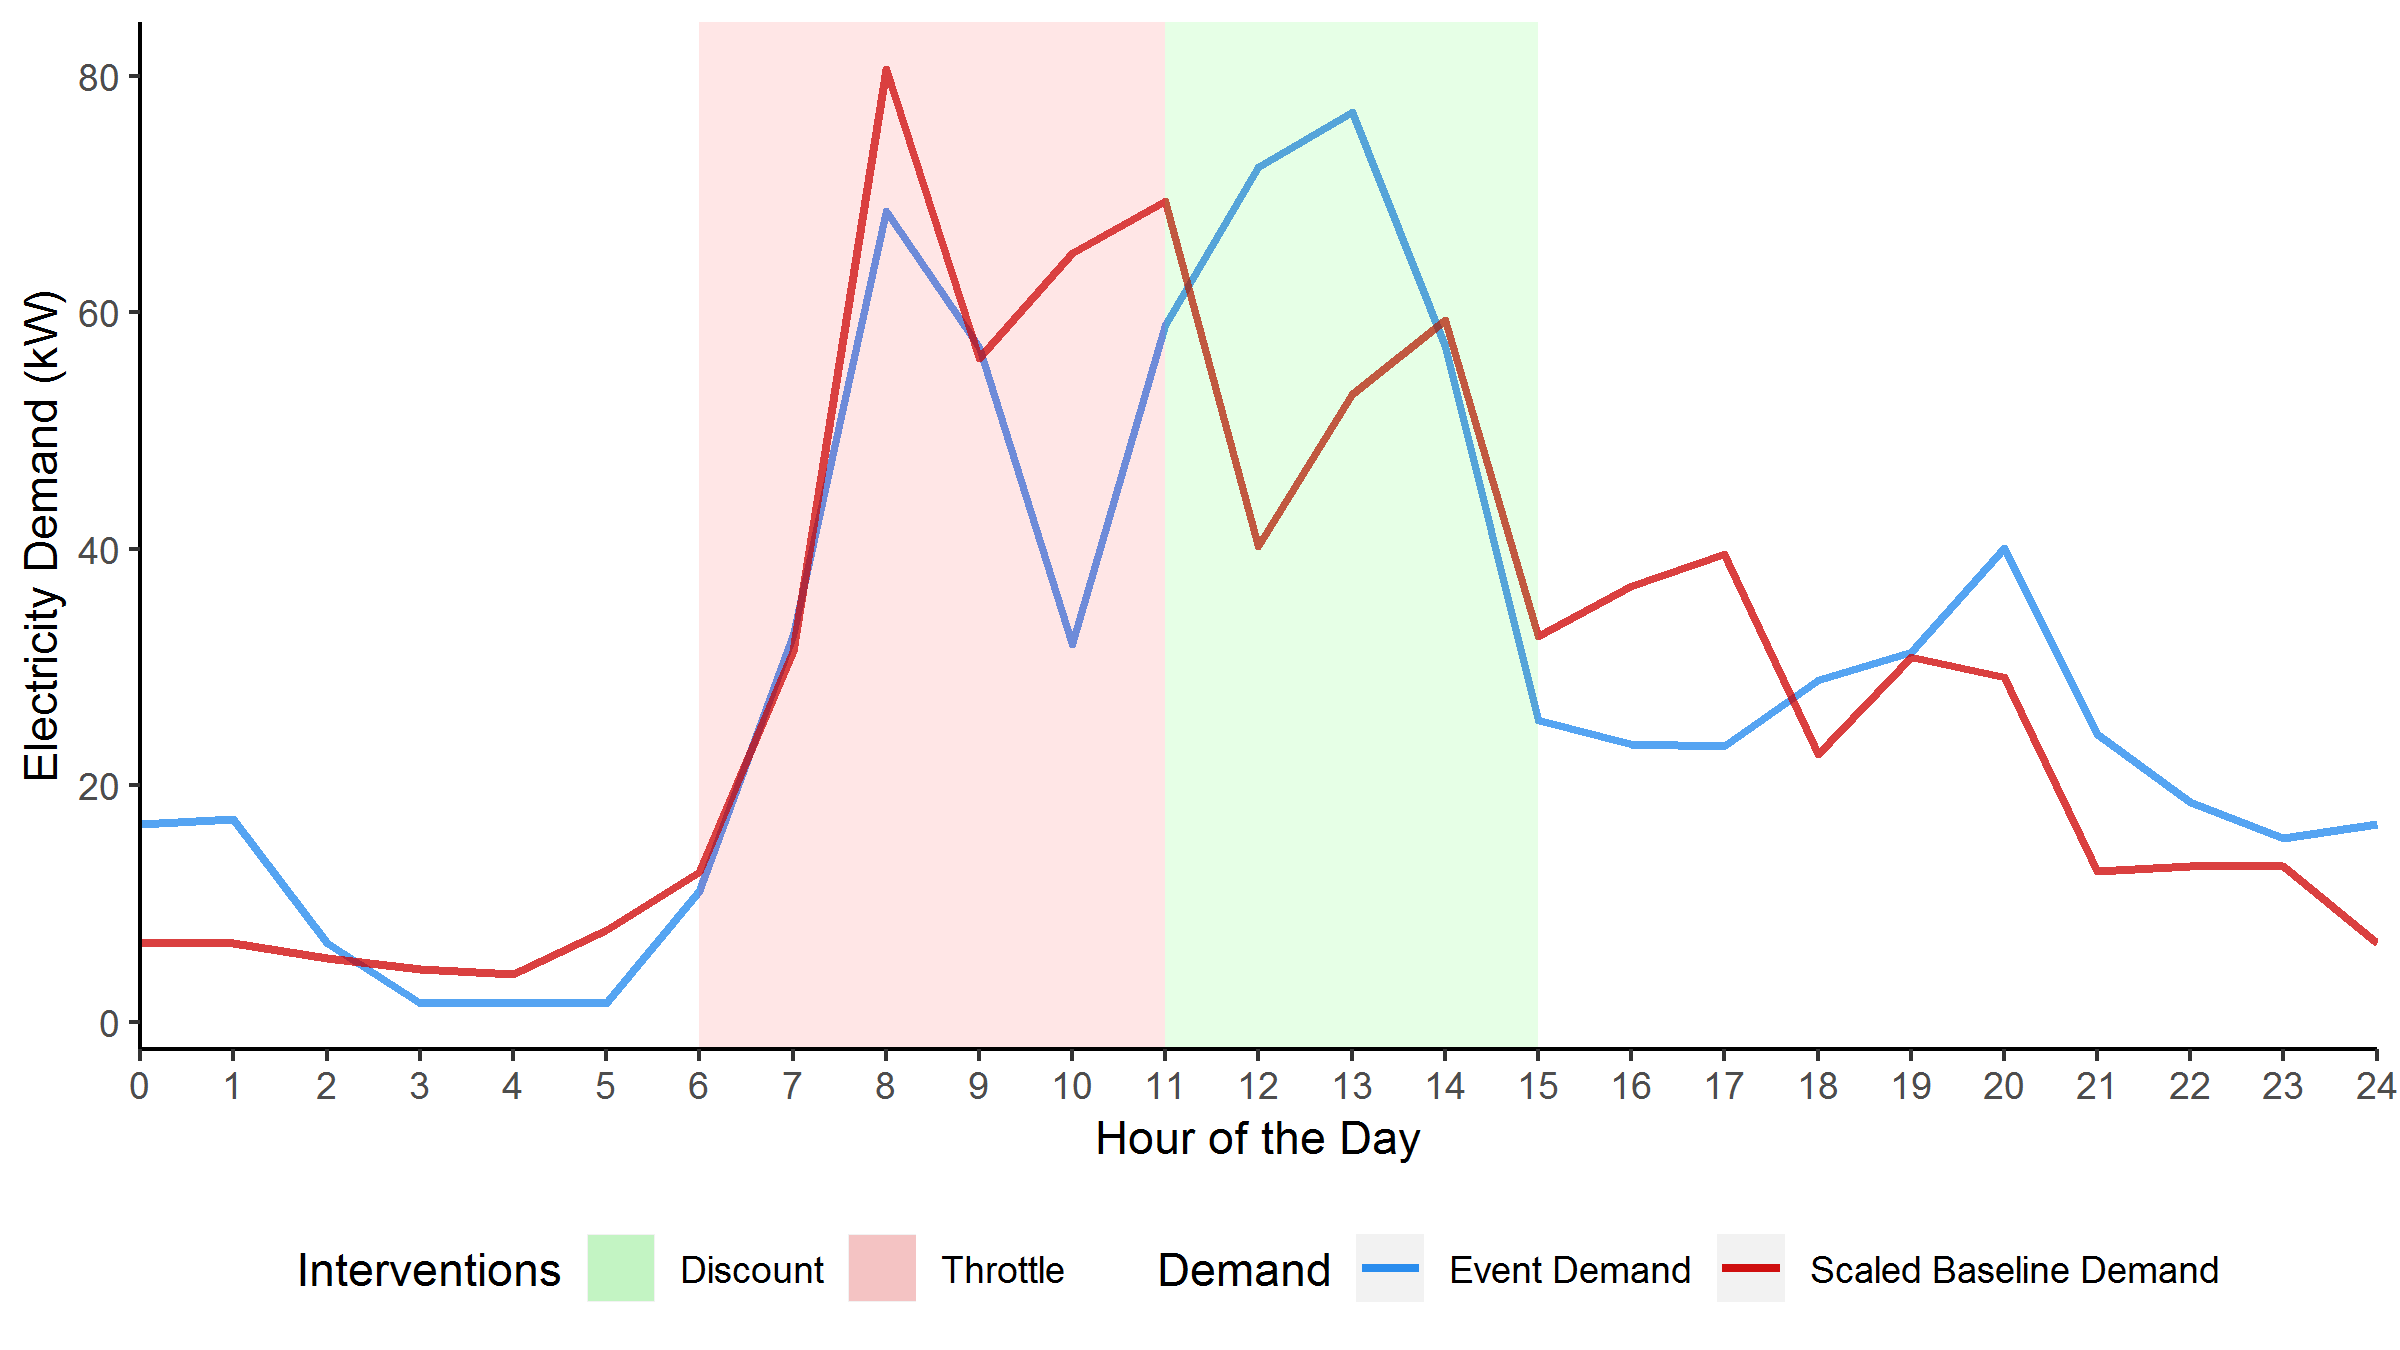 80
60
40
20
0
Electricity Demand (kW)
0 1 2 3 4 5 6 7 8 9 10 11 12 13 14 15 16 17 18 19 20 21 22 23 24
Hour of the Day
Interventions Discount Throttle Demand Event Demand Scaled Baseline Demand